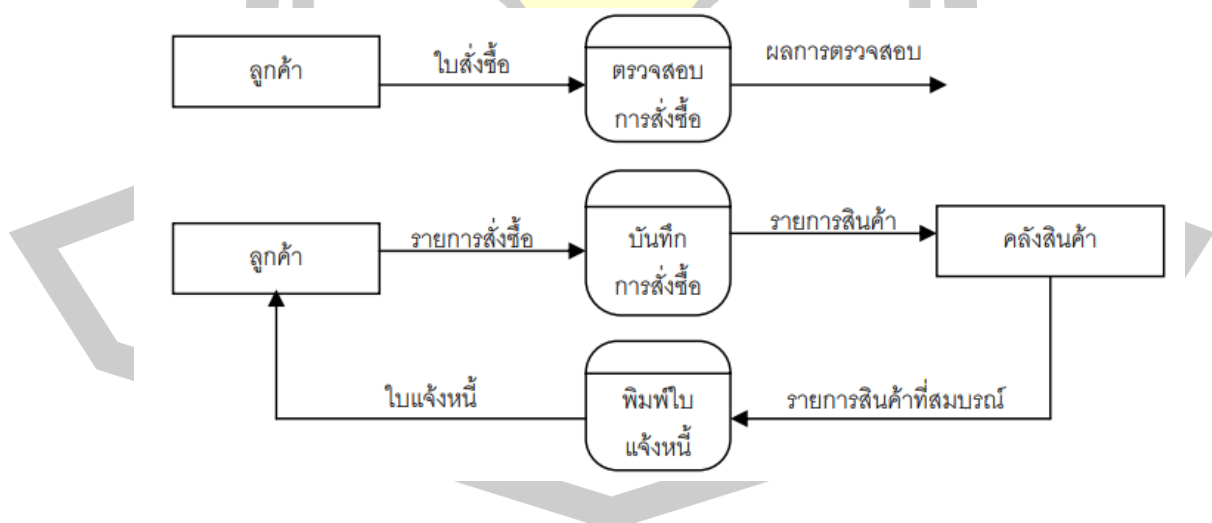 ลูกค้า
ใบสั่งซื้อ
ตรวจสอบ
การสั่งซื้อ
ผลการตรวจสอบ
ลูกค้า
รายการสั่งซื้อ
บันทึก
การสั่งซื้อ
รายการสินค้า
คลังสินค้า
ใบแจ้งหนี้
พิมพ์ใบ
แจ้งหนี้
รายการสินค้าที่สมบรณ์